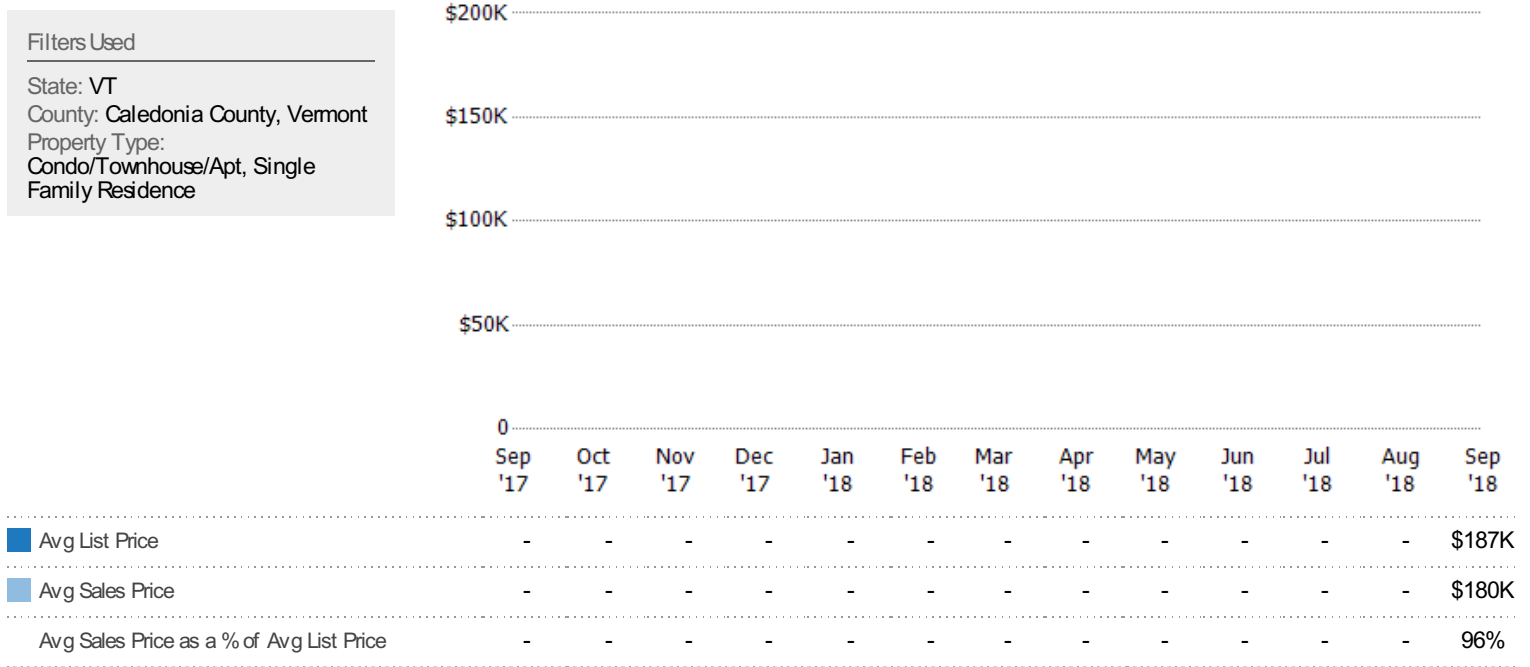 Filters Used
State: VT
County: Caledonia County, Vermont
Property Type:
Condo/Townhouse/Apt, Single
Family Residence
$200K
$150K
$100K
$50K
0
Sep Oct Nov Dec Jan Feb Mar Apr May Jun Jul Aug Sep
'17 '17 '17 '17 '18 '18 '18 '18 '18 '18 '18 '18 '18
Avg List Price - - - - - - - - - - - - $187K
Avg Sales Price - - - - - - - - - - - - $180K
Avg Sales Price as a % of Avg List Price - - - - - - - - - - - - 96%